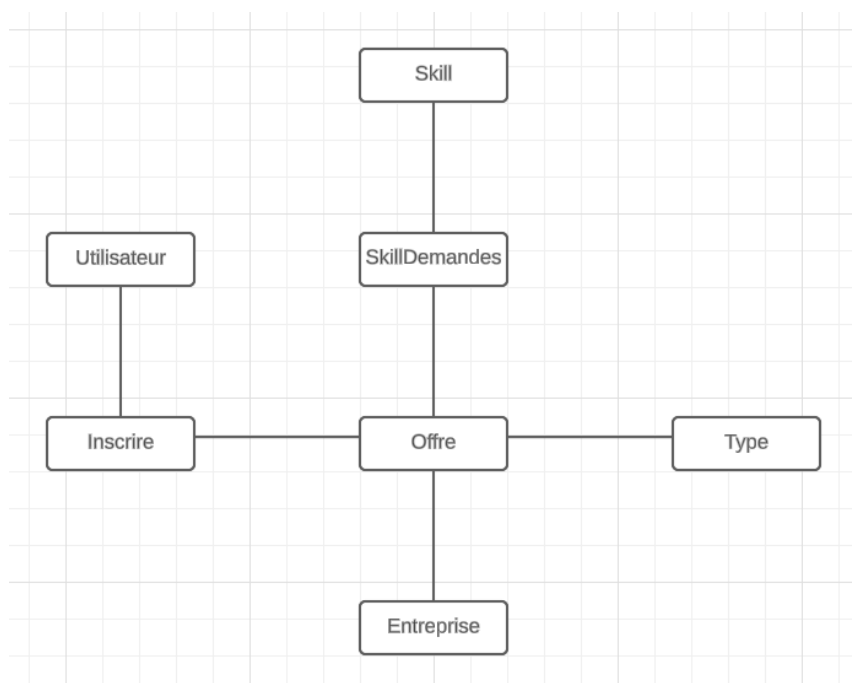 Skill
Utilisateur
SkillDemandes
Inscrire
Offre
Type
Entreprise